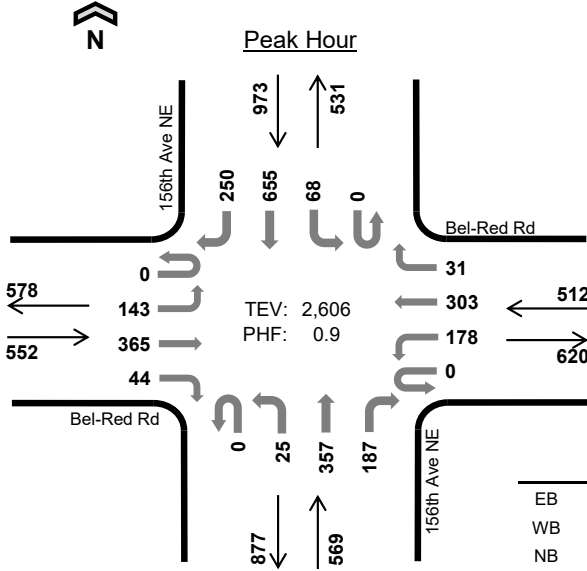 N
Peak Hour
973
531
156th Ave NE
250
655
68
0
Bel-Red Rd
0
143
365
44
578
552
TEV: 2,606
PHF: 0.9
31
303
178
0
512
620
Bel-Red Rd
0
25
357
187
156th Ave NE
877
569
EB
WB
NB